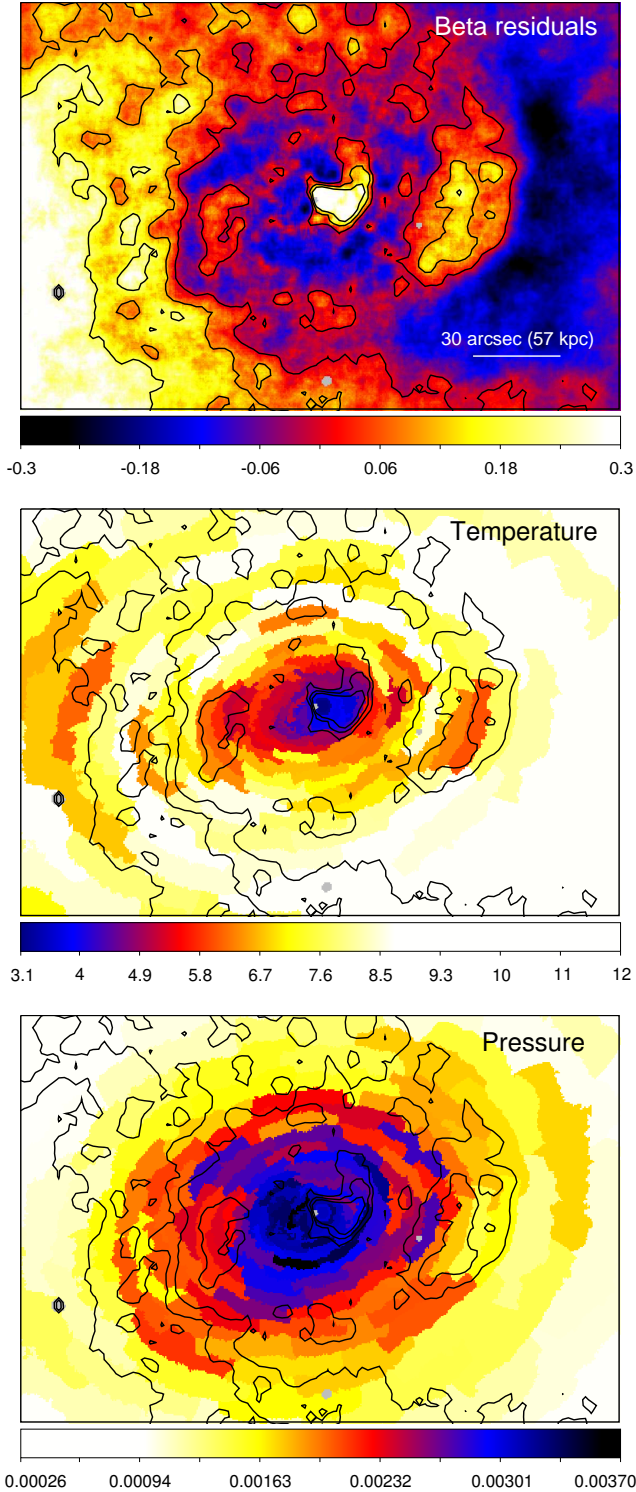 Beta residuals
30 arcsec (57 kpc)
-0.3 -0.18 -0.06 0.06 0.18 0.3
Temperature
3.1 4 4.9 5.8 6.7 7.6 8.5 9.3 10 11 12
Pressure
0.00026 0.00094 0.00163 0.00232 0.00301 0.00370